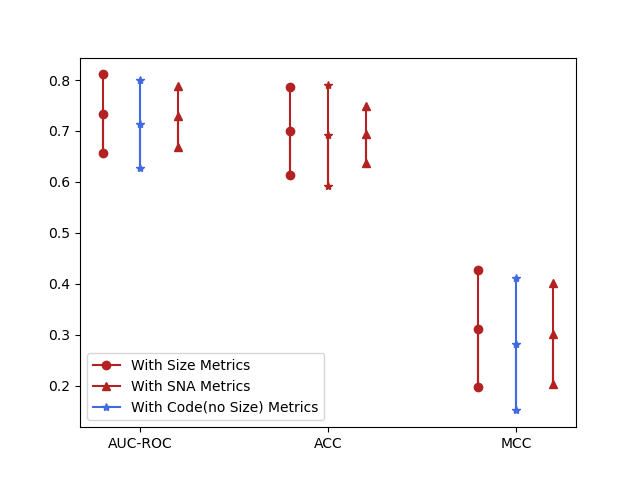 0.8
0.7
0.6
0.5
0.4
0.3
0.2
With Size Metrics
With SNA Metrics
With Code(no Size) Metrics
AUC-ROC ACC MCC